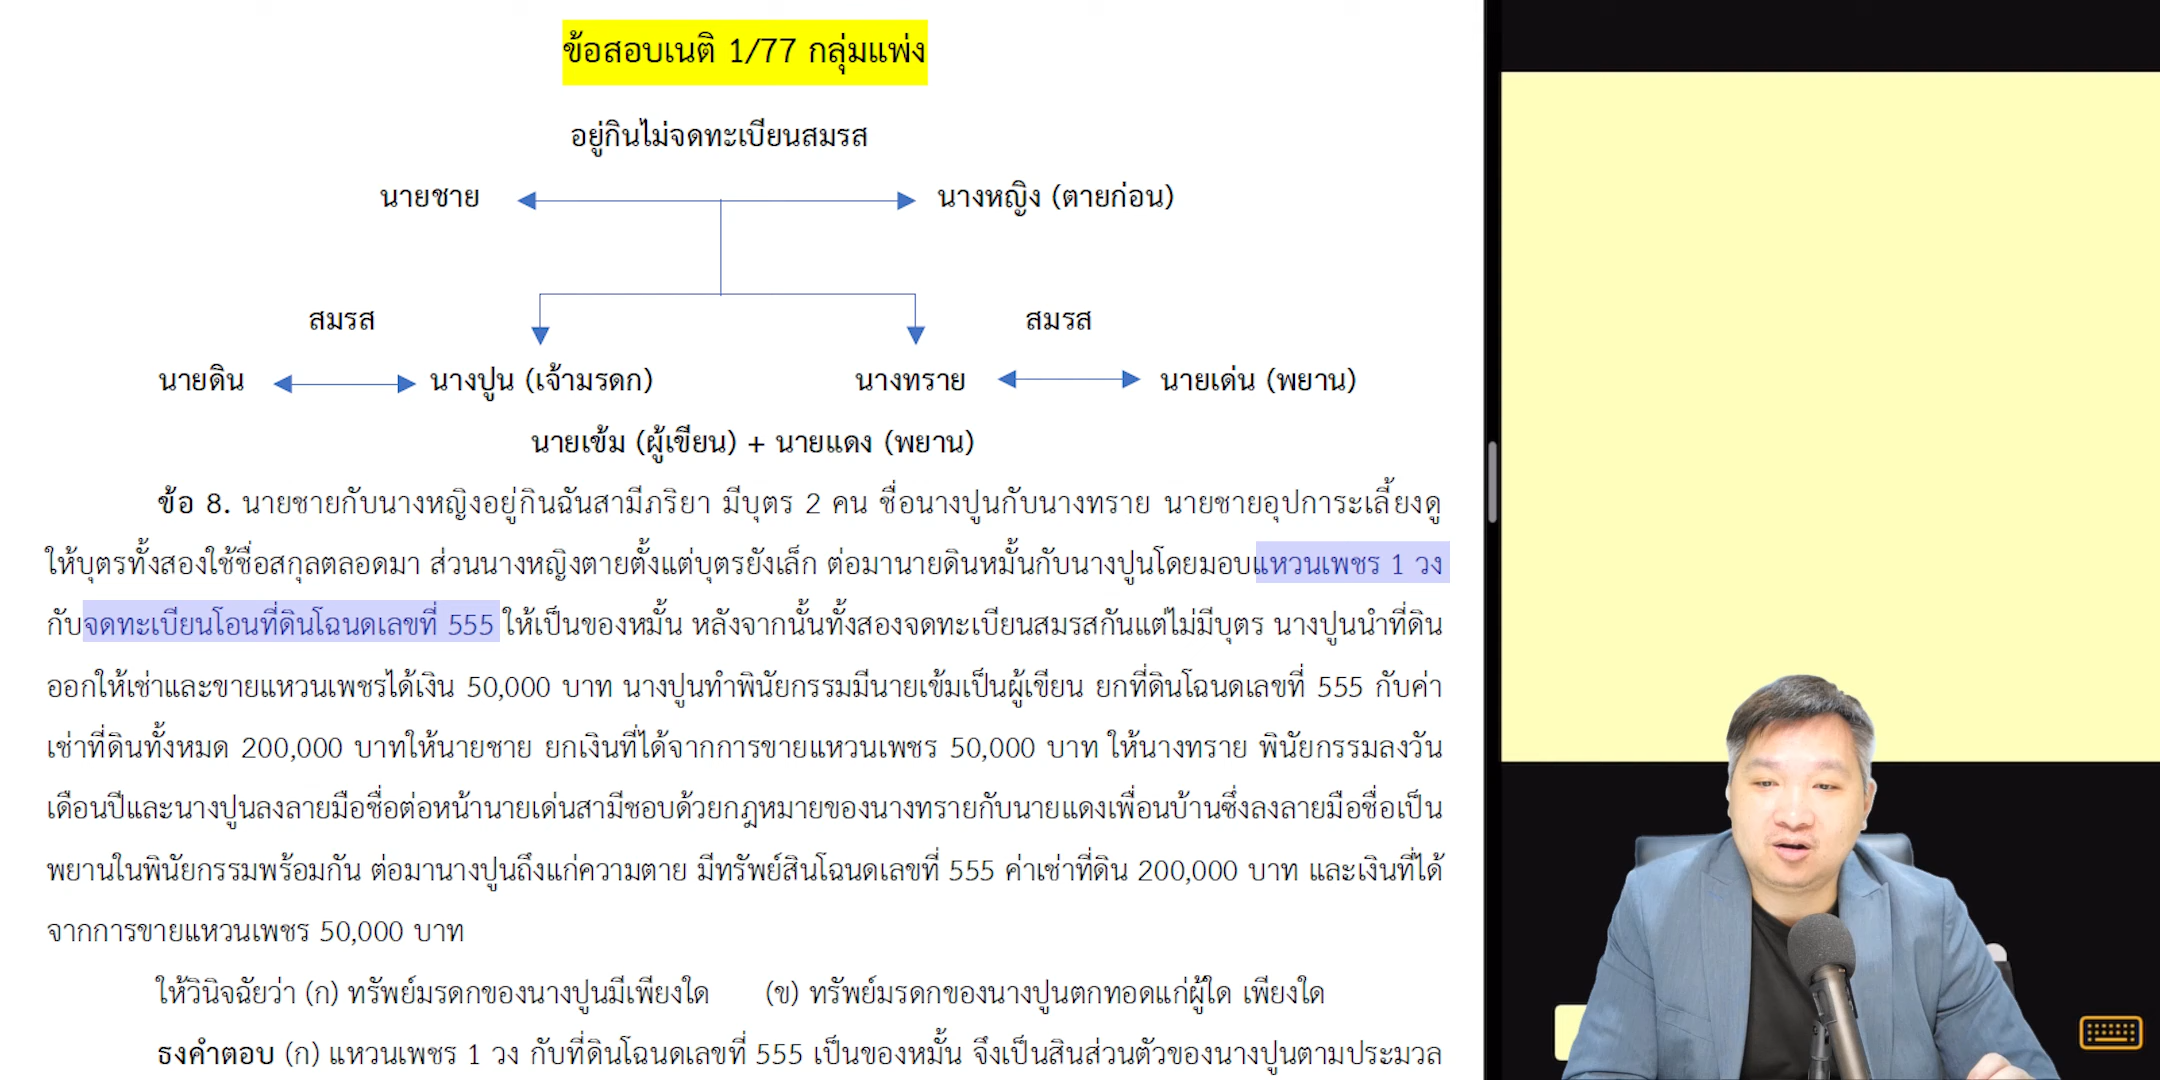 ข้อสอบเนติ 1/77 กลุ่มแพ่ง
อยู่กินไม่จดทะเบียนสมรส
นายชาย นางหญิง (ตายก่อน)
สมรส สมรส
นายดิน นางปูน (เจ้ามรดก) นางทราย นายเด่น (พยาน)
นายเข้ม (ผู้เขียน) + นายแดง (พยาน)
ข้อ 8. นายชายกับนางหญิงอยู่กินฉันสามีภริยา มีบุตร 2 คน ชื่อนางปูนกับนางทราย นายชายอุปการะเลี้ยงดู
ให้บุตรทั้งสองใช้ชื่อสกุลตลอดมา ส่วนนางหญิงตายตั้งแต่บุตรยังเล็ก ต่อมานายดินหมั้นกับนางปูนโดยมอบแหวนเพชร 1 วง
กับจดทะเบียนโอนที่ดินโฉนดเลขที่ 555 ให้เป็นของหมั้น หลังจากนั้นทั้งสองจดทะเบียนสมรสกันแต่ไม่มีบุตร นางปูนนำที่ดิน
ออกให้เช่าและขายแหวนเพชรได้เงิน 50,000 บาท นางปูนทำพินัยกรรมมีนายเข้มเป็นผู้เขียน ยกที่ดินโฉนดเลขที่ 555 กับค่า
เช่าที่ดินทั้งหมด 200,000 บาทให้นายชาย ยกเงินที่ได้จากการขายแหวนเพชร 50,000 บาท ให้นางทราย พินัยกรรมลงวัน
เดือนปีและนางปูนลงลายมือชื่อต่อหน้านายเด่นสามีชอบด้วยกฎหมายของนางทรายกับนายแดงเพื่อนบ้านซึ่งลงลายมือชื่อเป็น
พยานในพินัยกรรมพร้อมกัน ต่อมานางปูนถึงแก่ความตาย มีทรัพย์สินโฉนดเลขที่ 555 ค่าเช่าที่ดิน 200,000 บาท และเงินที่ได้
จากการขายแหวนเพชร 50,000 บาท
ให้วินิจฉัยว่า (ก) ทรัพย์มรดกของนางปูนมีเพียงใด (ข) ทรัพย์มรดกของนางปูนตกทอดแก่ผู้ใด เพียงใด
ธงคำตอบ (ก) แหวนเพชร 1 วง กับที่ดินโฉนดเลขที่ 555 เป็นของหมั้น จึงเป็นสินส่วนตัวของนางปูนตามประมวล